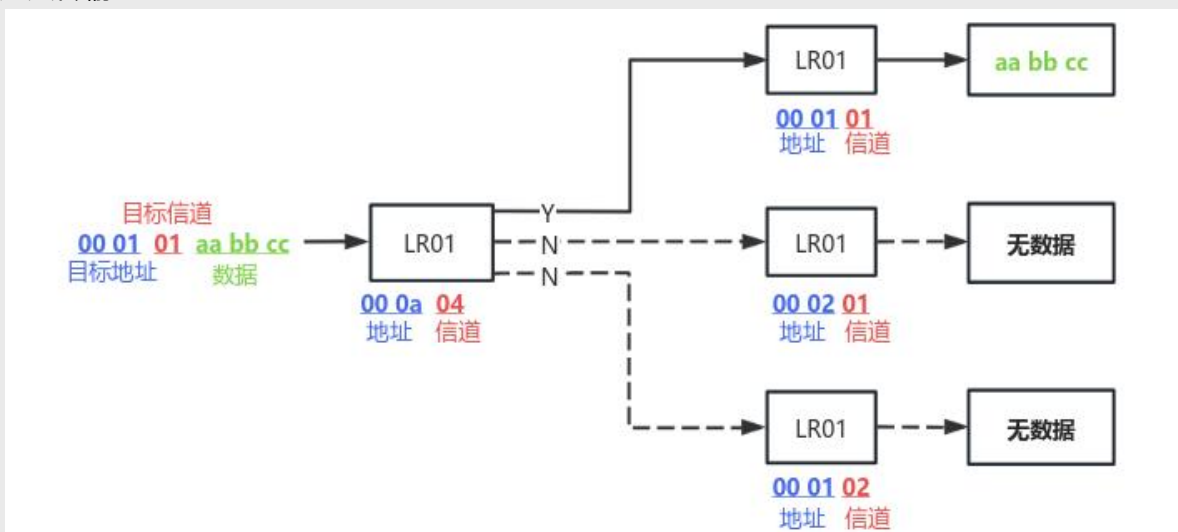 LR01
aa bb cc
00 01 01
地址 信道
目标信道
00 01 01 aa bb cc
目标地址 数据
LR01
00 0a 04
地址 信道
Y
N
N
LR01
无数据
00 02 01
地址 信道
LR01
无数据
00 01 02
地址 信道